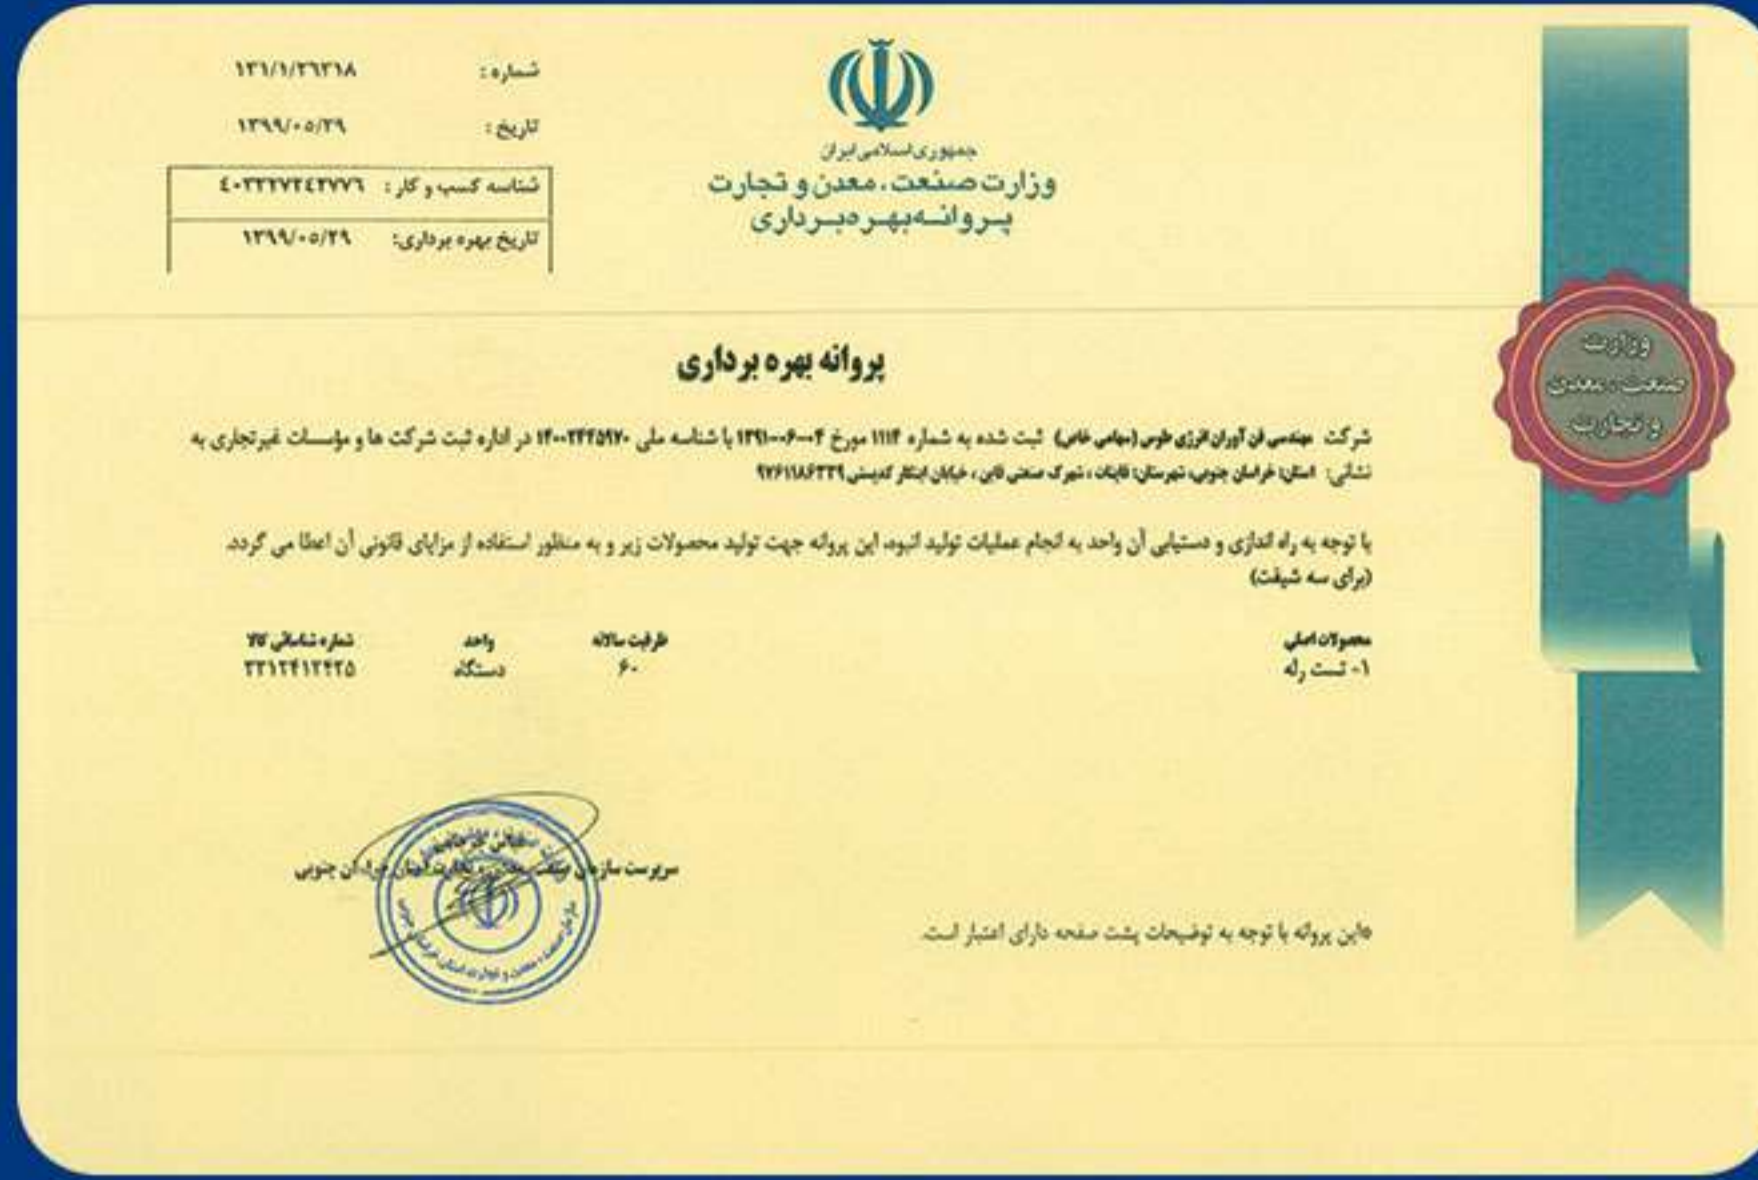 شماره : ۱۳۱/۱/۲۶۳۱۸
تاریخ : ۱۳۹۹/۰۵/۲۹
شناسه کسب و کار :
تاریخ بهره برداری: ۱۳۹۹/۰۵/۲۹
جمهوری اسلامی ایران
وزارت صنعت، معدن و تجارت
پروانه بهره برداری
وزارت
صنعت ، معدن
و تجارت
پروانه بهره برداری
شرکت مهندسی فن آوران انرژی طوس (سهامی خاص) ثبت شده به شماره ۱۱۱۴ مورخ ۱۳۹۱-۰۰۶-۰۴ با شناسه ملی ۱۴۰۰۲۴۴۵۹۷۰ در اداره ثبت شرکت ها و مؤسسات غیرتجاری به
نشانی: استان: خراسان جنوبی، شهرستان: قاینات ، شهرک صنعتی قاین ، خیابان ابتکار کدپستی ۹۷۶۱۱۸۶۳۳۹
با توجه به راه اندازی و دستیابی آن واحد به انجام عملیات تولید انبوه، این پروانه جهت تولید محصولات زیر و به منظور استفاده از مزایای قانونی آن اعطا می گردد.
(برای سه شیفت)
محصولات اصلی ظرفیت سالانه واحد شماره شناسائی کالا
۱- تست رله ۶۰ دستگاه ۳۳۱۲۴۱۲۴۲۵
سرپرست سازمان صنعت، معدن و تجارت استان خراسان جنوبی
*این پروانه با توجه به توضیحات پشت صفحه دارای اعتبار است.